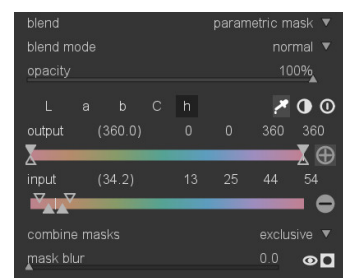 blend parametric mask
blend mode normal
opacity 100%
L a b C h
output (360.0) 0 0 360 360
input (34.2) 13 25 44 54
combine masks exclusive
mask blur 0.0